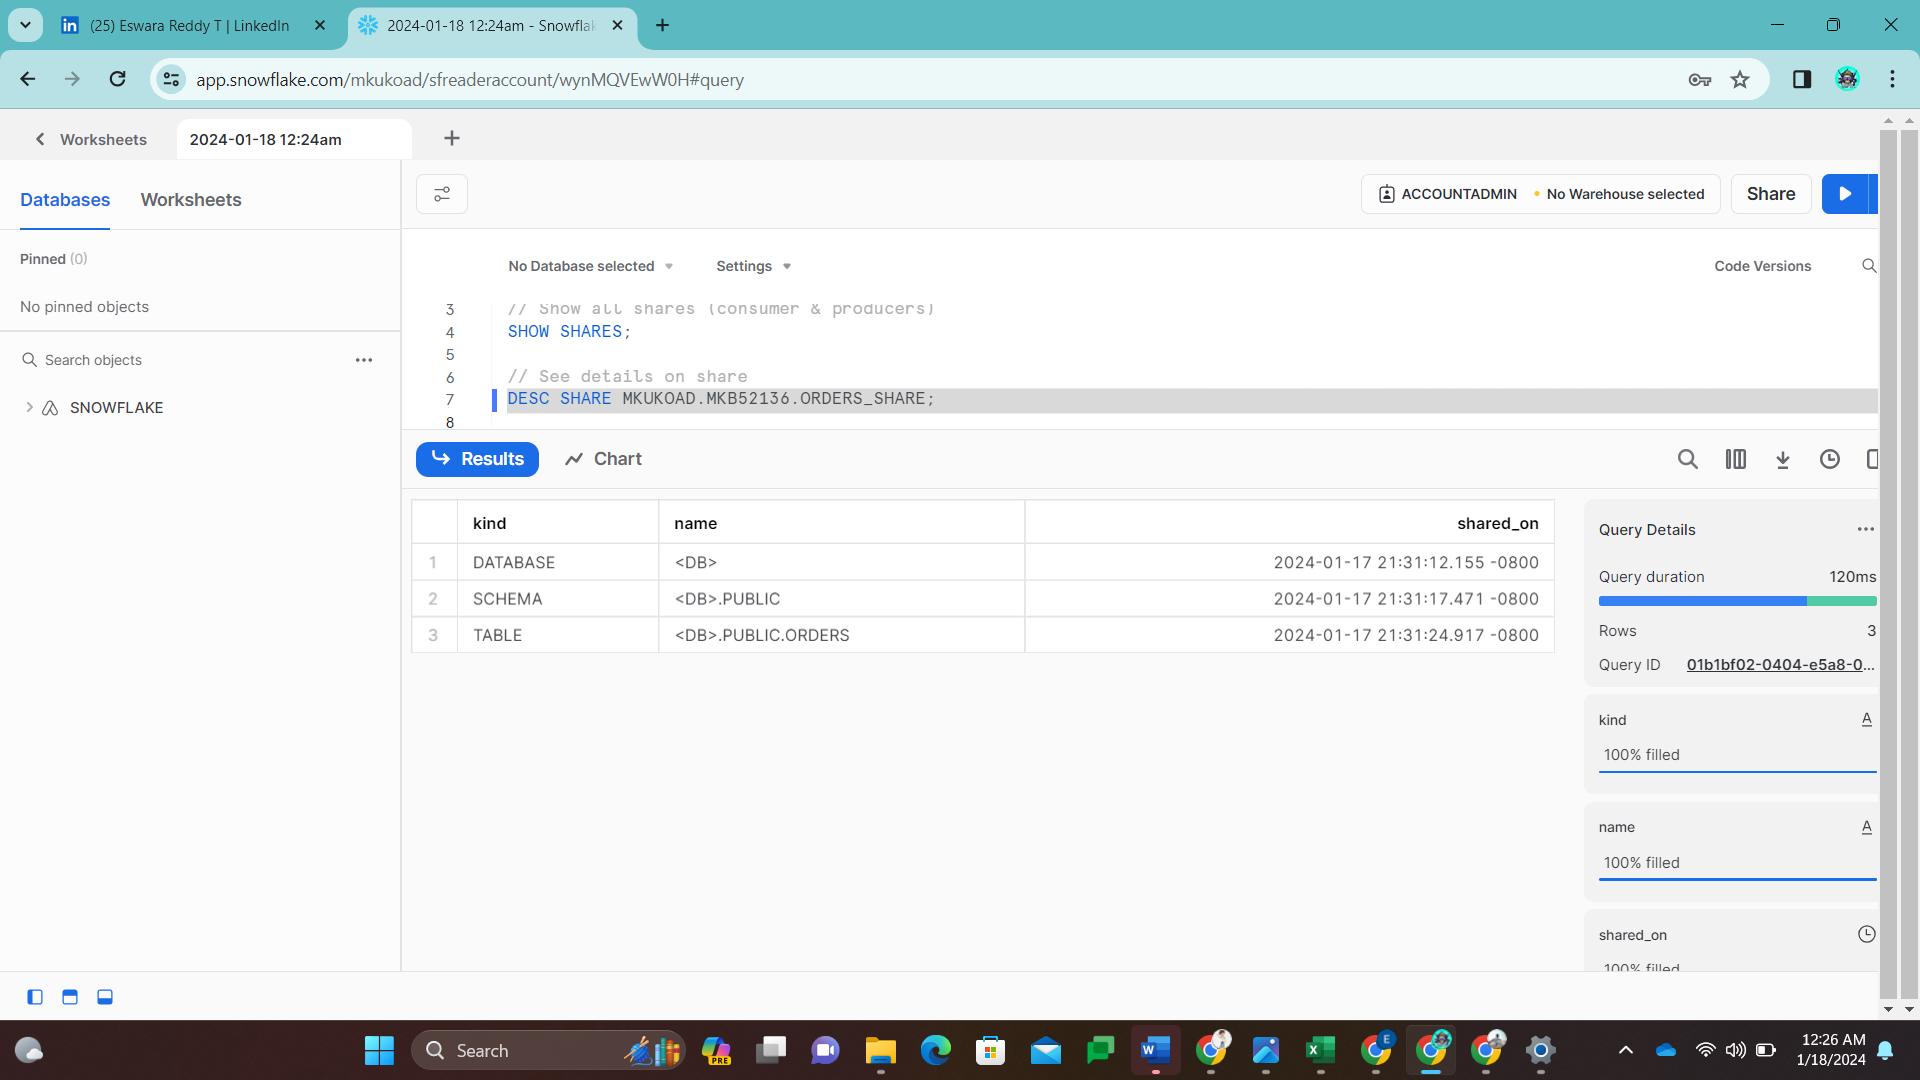 (25) Eswara Reddy T | LinkedIn
2024-01-18 12:24am - Snowfla
app.snowflake.com/mkukoad/sfreaderaccount/wynMQVEwW0H#query
Worksheets
2024-01-18 12:24am
Databases
Worksheets
ACCOUNTADMIN
No Warehouse selected
Share
Pinned (0)
No Database selected
Settings
Code Versions
No pinned objects
3 // Show all shares (consumer & producers)
4 SHOW SHARES;
5
6 // See details on share
7 DESC SHARE MKUKOAD.MKB52136.ORDERS_SHARE;
8
Search objects
SNOWFLAKE
Results
Chart
kind name shared_on
1 DATABASE <DB> 2024-01-17 21:31:12.155 -0800
2 SCHEMA <DB>.PUBLIC 2024-01-17 21:31:17.471 -0800
3 TABLE <DB>.PUBLIC.ORDERS 2024-01-17 21:31:24.917 -0800
Query Details
Query duration 120ms
Rows 3
Query ID 01b1bf02-0404-e5a8-0...
kind A
100% filled
name A
100% filled
shared_on
100% filled
Search
PRE
W
X
E
12:26 AM
1/18/2024